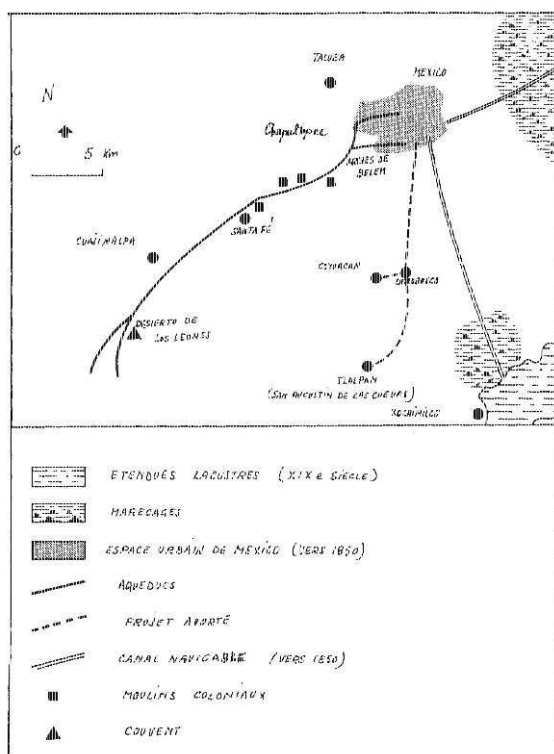 TACUBA
MEXICO
N
Chapultepec
0 5 Km
ARCHES DE
BELEM
SANTA FÉ
CUAJIMALPA
COYOACAN
DESIERTO DE
LOS LEONES
TLALPAN
(SAN AUGUSTIN DE LAS CUEVAS)
XOCHIMILCO
ETENDUES LACUSTRES (XIXe SIECLE)
MARECAGES
ESPACE URBAIN DE MEXICO (VERS 1850)
AQUEDUCS
PROJET AVORTÉ
CANAL NAVIGABLE (VERS 1850)
MOULINS COLONIAUX
COUVENT